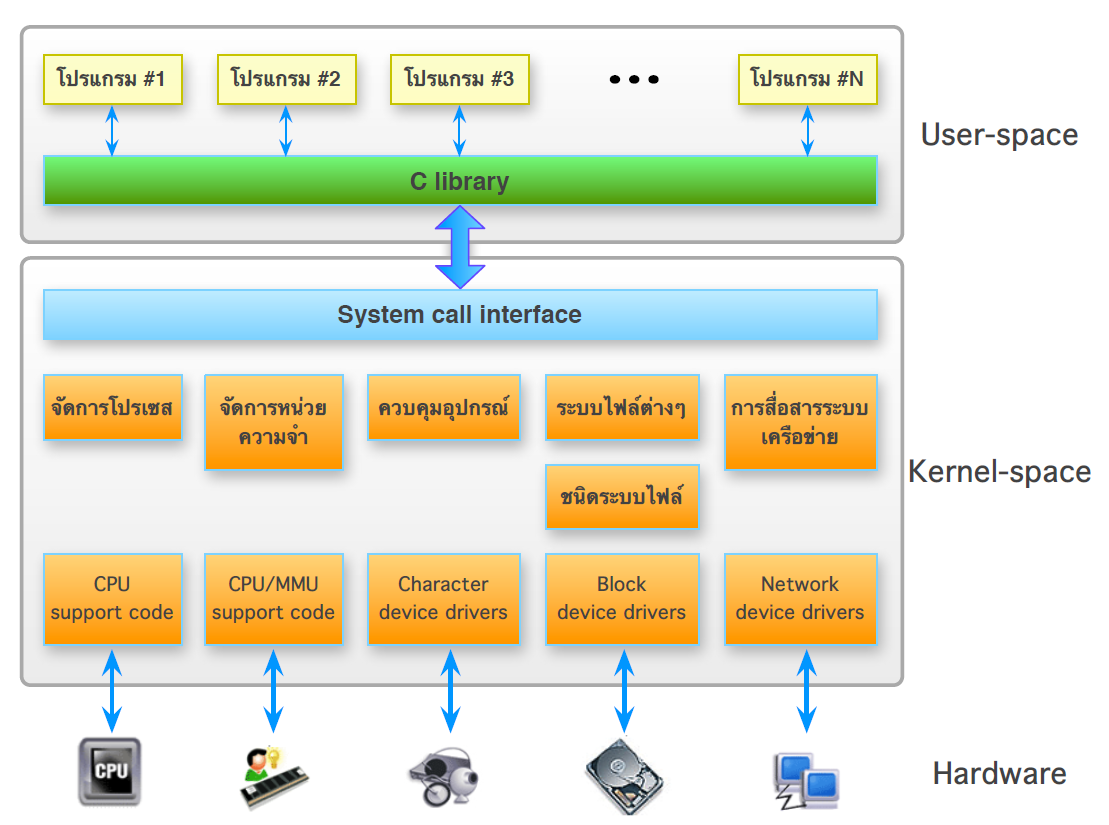 โปรแกรม #1
โปรแกรม #2
โปรแกรม #3
โปรแกรม #N
User-space
C library
System call interface
จัดการโปรเซส
จัดการหน่วย
ความจำ
ควบคุมอุปกรณ์
ระบบไฟล์ต่างๆ
การสื่อสารระบบ
เครือข่าย
Kernel-space
ชนิดระบบไฟล์
CPU
support code
CPU/MMU
support code
Character
device drivers
Block
device drivers
Network
device drivers
CPU
Hardware